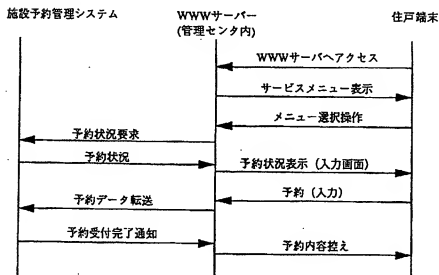 施設予約管理システム
WWWサーバー
(管理センタ内)
住戸端末
WWWサーバへアクセス
サービスメニュー表示
メニュー選択操作
予約状況要求
予約状況
予約状況表示（入力画面）
予約（入力）
予約データ転送
予約受付完了通知
予約内容控え